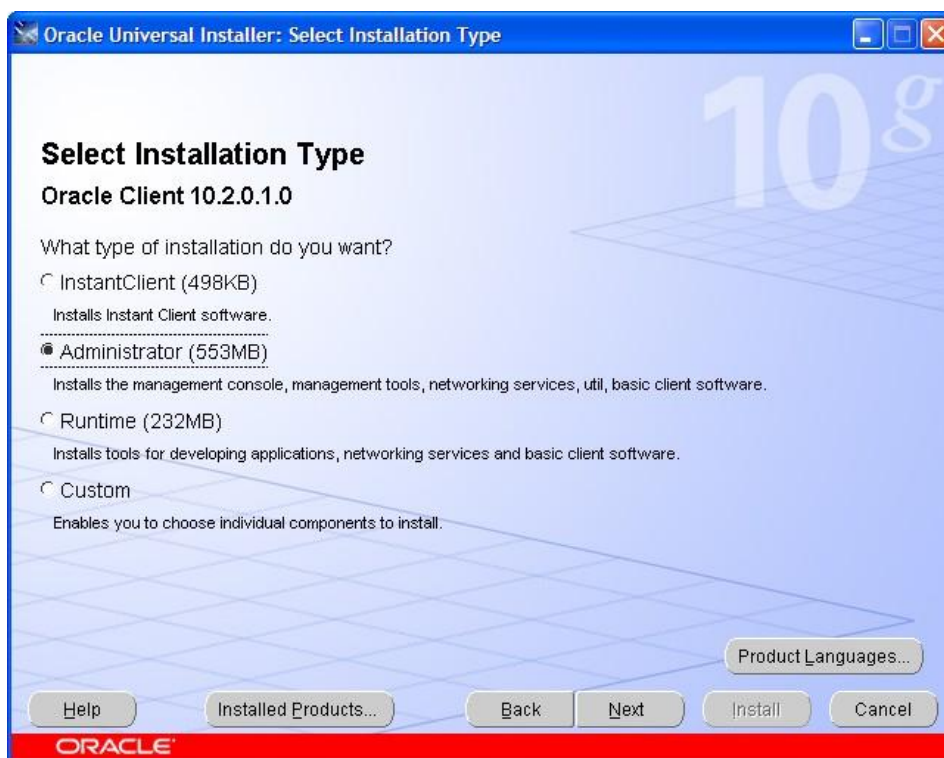 Oracle Universal Installer: Select Installation Type
10g
Select Installation Type
Oracle Client 10.2.0.1.0
What type of installation do you want?
InstantClient (498KB)
Installs Instant Client software.
Administrator (553MB)
Installs the management console, management tools, networking services, util, basic client software.
Runtime (232MB)
Installs tools for developing applications, networking services and basic client software.
Custom
Enables you to choose individual components to install.
Product Languages...
Help Installed Products... Back Next Install Cancel
ORACLE